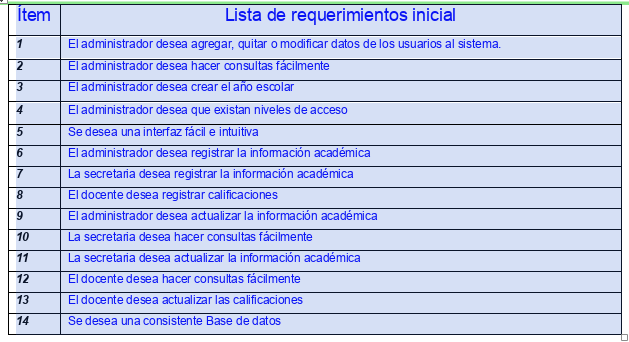 Ítem Lista de requerimientos inicial
1 El administrador desea agregar, quitar o modificar datos de los usuarios al sistema.
2 El administrador desea hacer consultas fácilmente
3 El administrador desea crear el año escolar
4 El administrador desea que existan niveles de acceso
5 Se desea una interfaz fácil e intuitiva
6 El administrador desea registrar la información académica
7 La secretaria desea registrar la información académica
8 El docente desea registrar calificaciones
9 El administrador desea actualizar la información académica
10 La secretaria desea hacer consultas fácilmente
11 La secretaria desea actualizar la información académica
12 El docente desea hacer consultas fácilmente
13 El docente desea actualizar las calificaciones
14 Se desea una consistente Base de datos